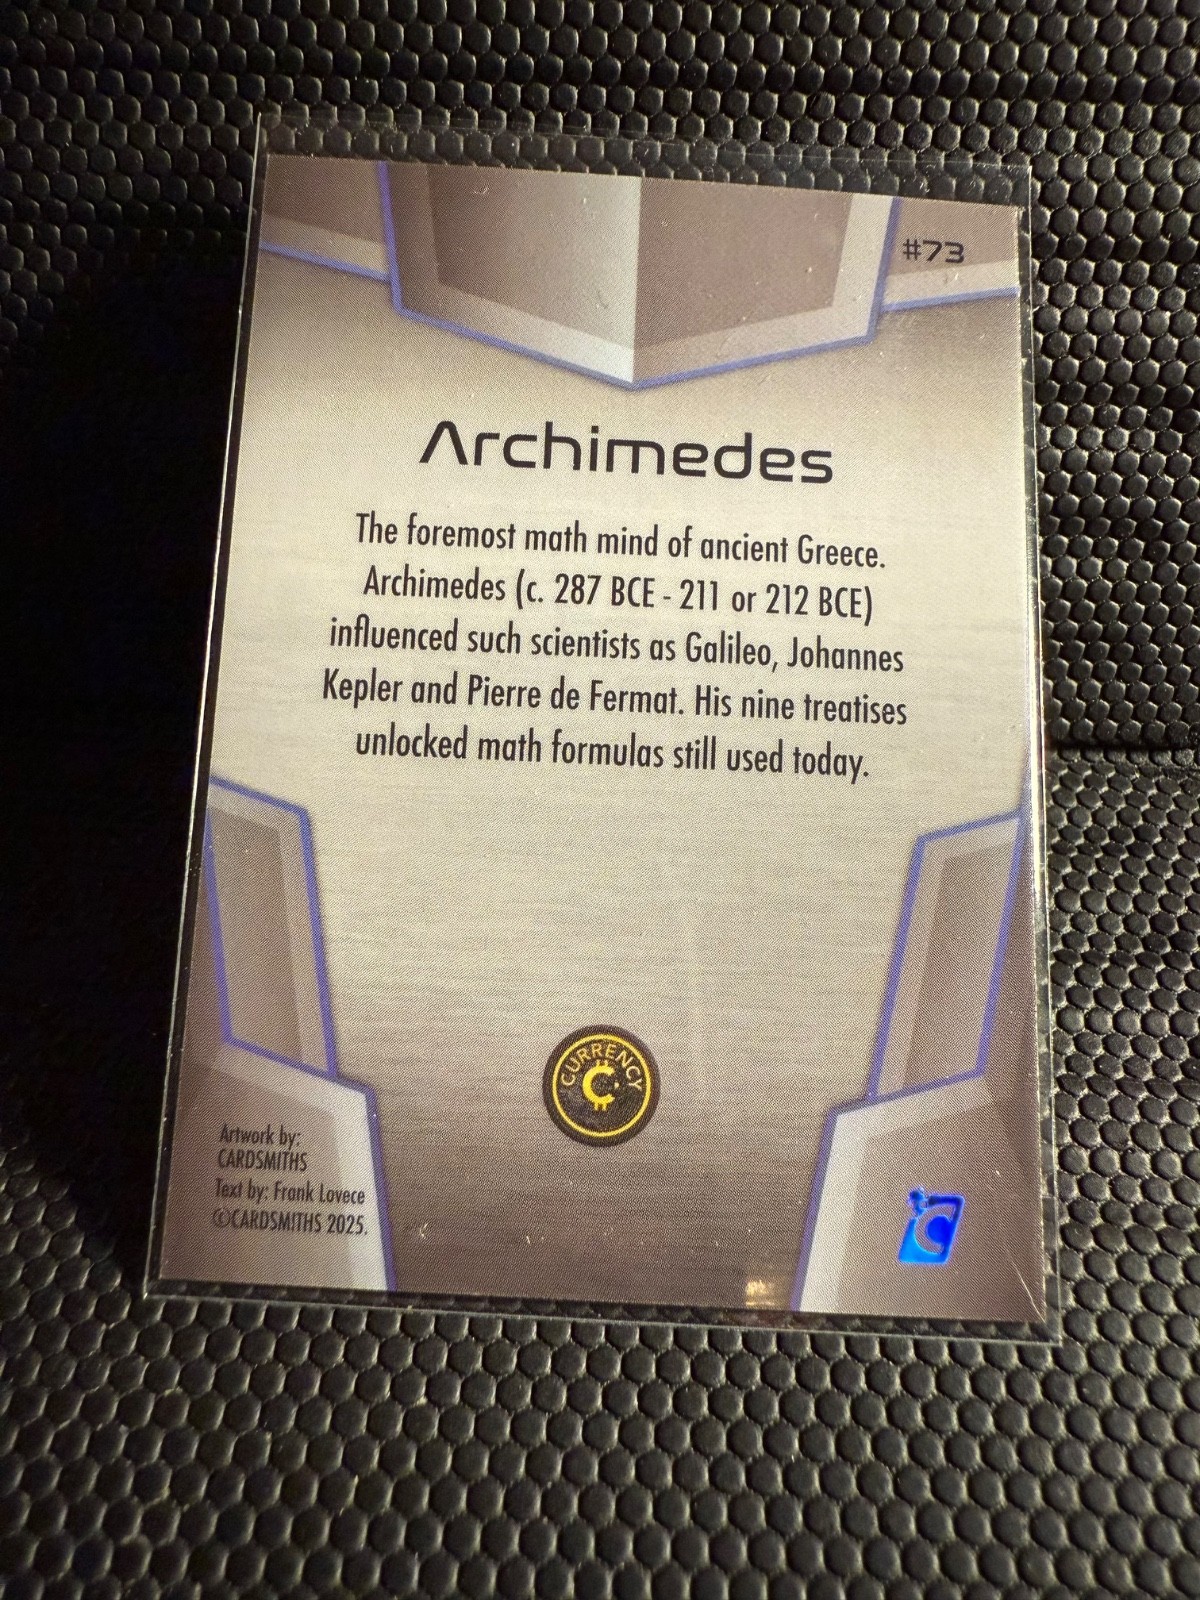 #73
Archimedes
The foremost math mind of ancient Greece.
Archimedes (c. 287 BCE - 211 or 212 BCE)
influenced such scientists as Galileo, Johannes
Kepler and Pierre de Fermat. His nine treatises
unlocked math formulas still used today.
CURRENCY
Artwork by:
CARDSMITHS
Text by: Frank Lovece
©CARDSMITHS 2025.